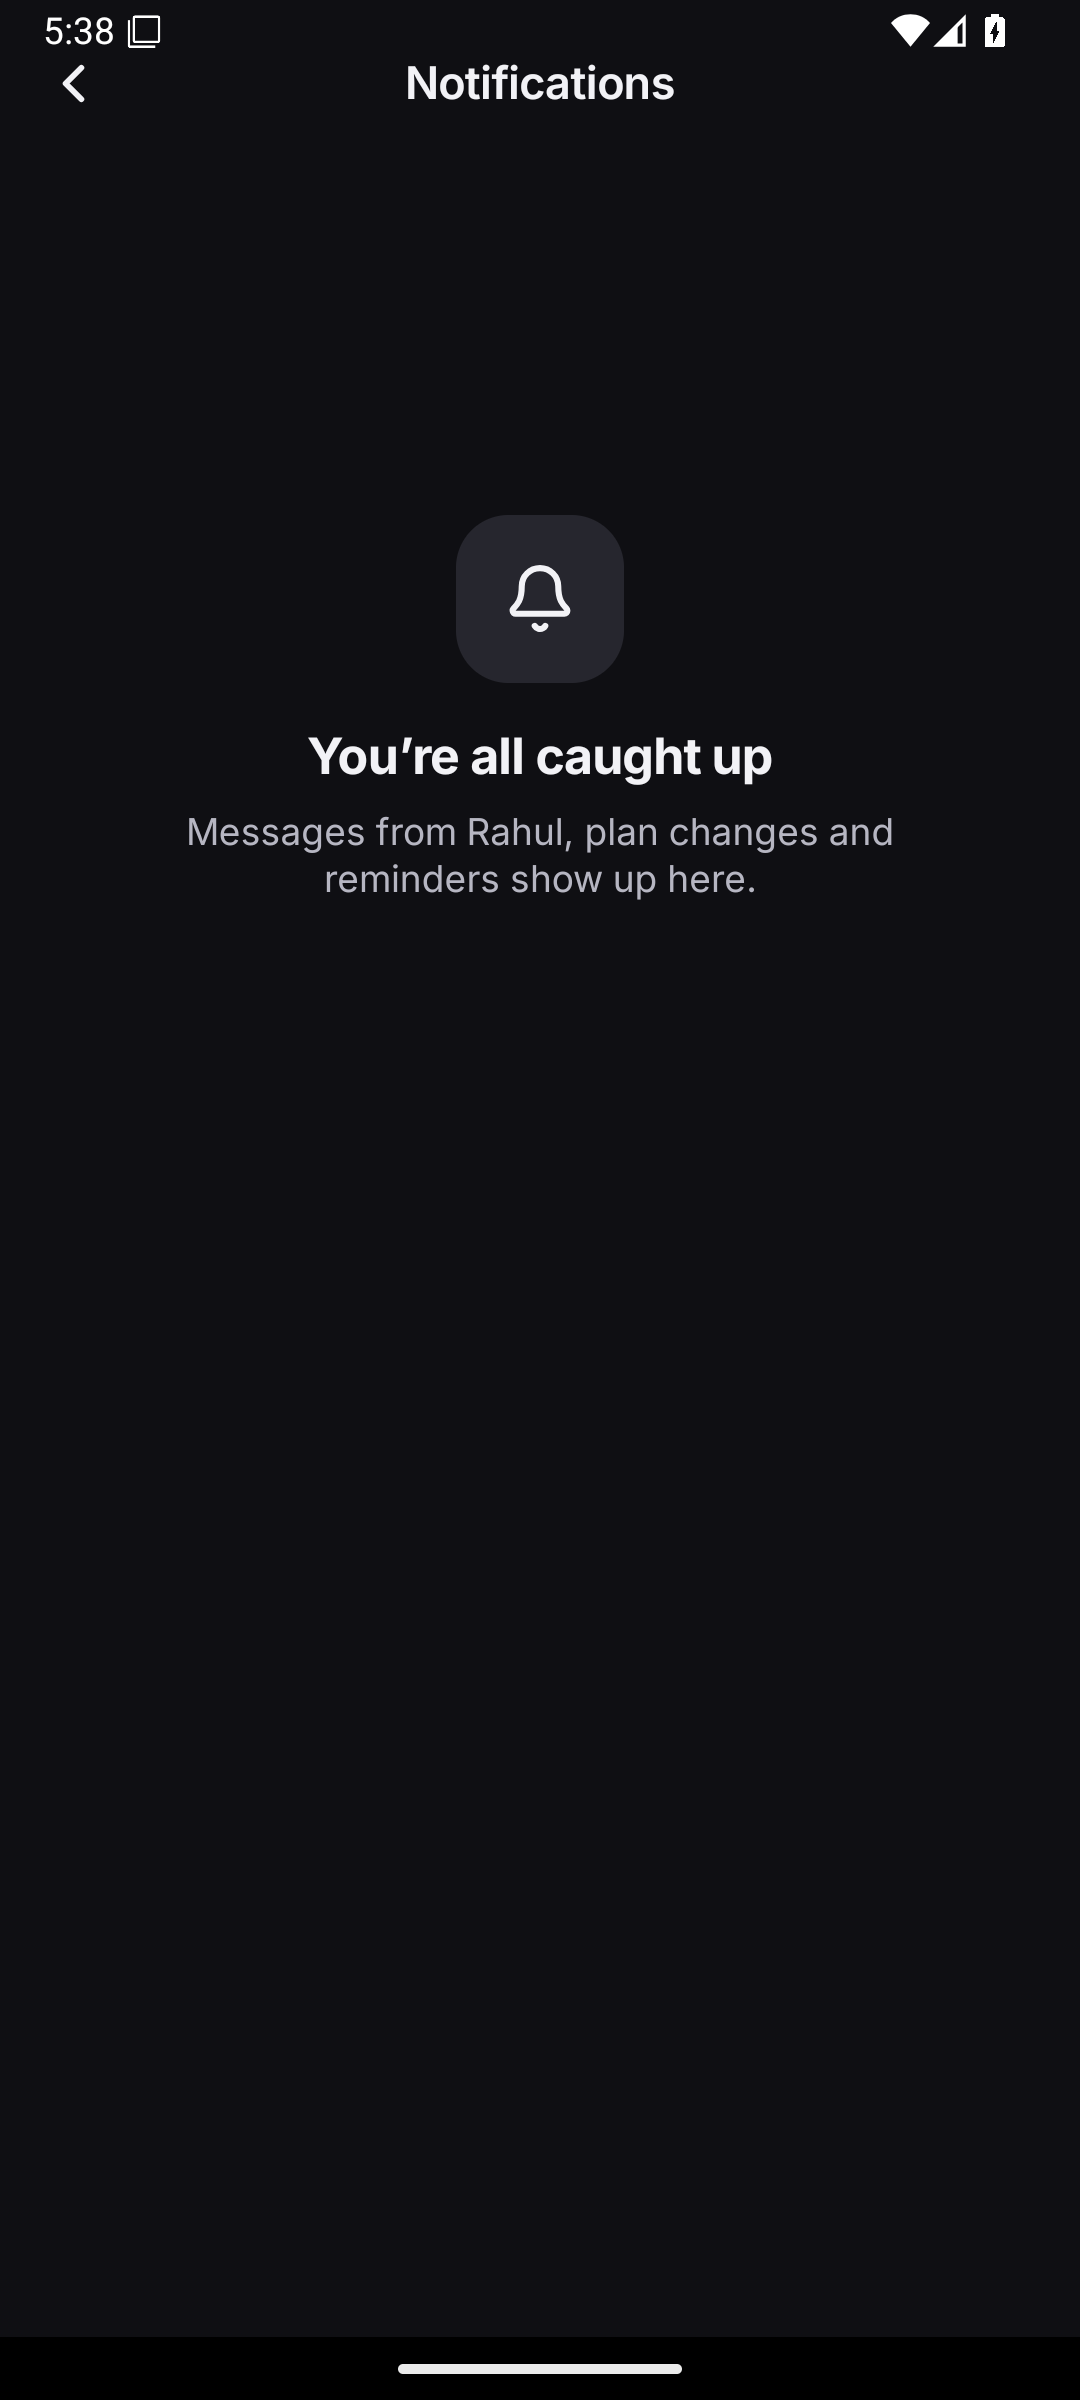 5:38
Notifications
You’re all caught up
Messages from Rahul, plan changes and
reminders show up here.